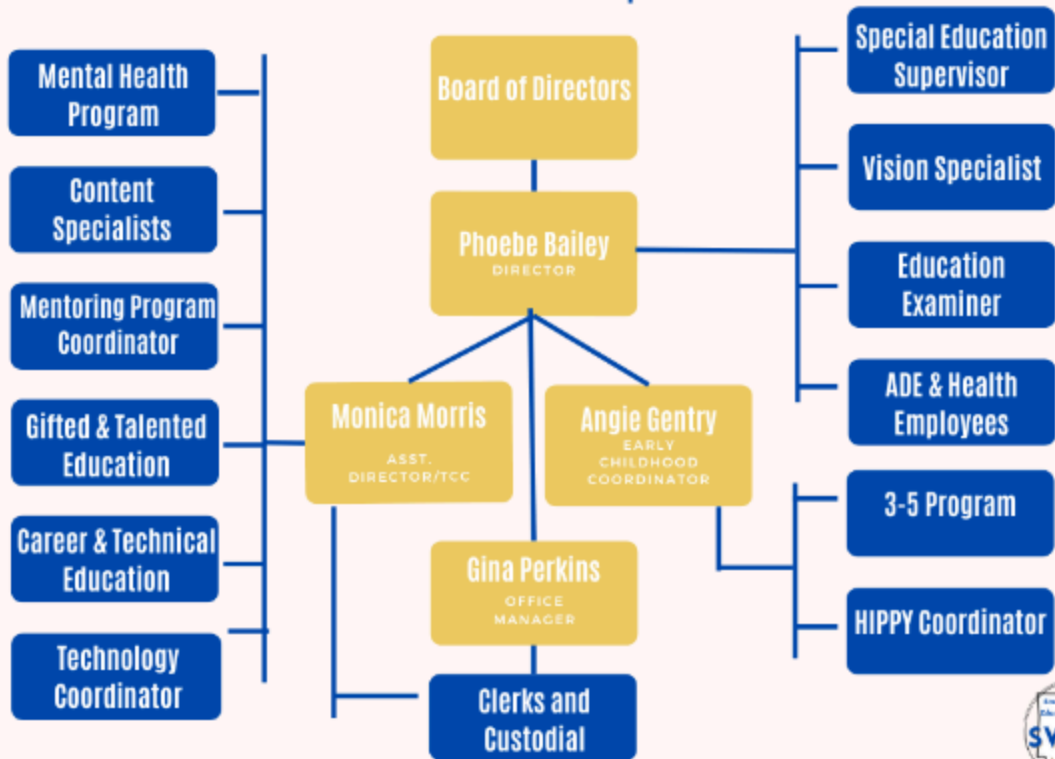 Board of Directors
Phoebe Bailey
DIRECTOR
Monica Morris
ASST.
DIRECTOR/TCC
Angie Gentry
EARLY
CHILDHOOD
COORDINATOR
Gina Perkins
OFFICE
MANAGER
Clerks and
Custodial
Mental Health
Program
Content
Specialists
Mentoring Program
Coordinator
Gifted & Talented
Education
Career & Technical
Education
Technology
Coordinator
Special Education
Supervisor
Vision Specialist
Education
Examiner
ADE & Health
Employees
3-5 Program
HIPPY Coordinator